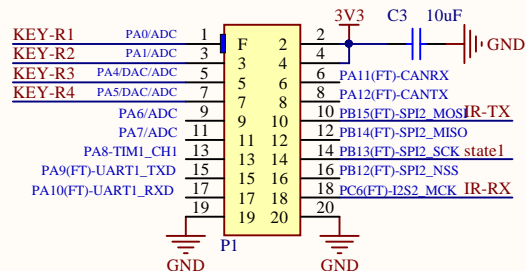 3V3 C3 10uF
KEY-R1 PA0/ADC 1 F 2 2 GND
KEY-R2 PA1/ADC 3 3 4 4
KEY-R3 PA4/DAC/ADC 5 5 6 6 PA11(FT)-CANRX
KEY-R4 PA5/DAC/ADC 7 7 8 8 PA12(FT)-CANTX
PA6/ADC 9 9 10 10 PB15(FT)-SPI2_MOSI IR-TX
PA7/ADC 11 11 12 12 PB14(FT)-SPI2_MISO
PA8-TIM1_CH1 13 13 14 14 PB13(FT)-SPI2_SCK state1
PA9(FT)-UART1_TXD 15 15 16 16 PB12(FT)-SPI2_NSS
PA10(FT)-UART1_RXD 17 17 18 18 PC6(FT)-I2S2_MCK IR-RX
19 19 20 20
P1
GND GND